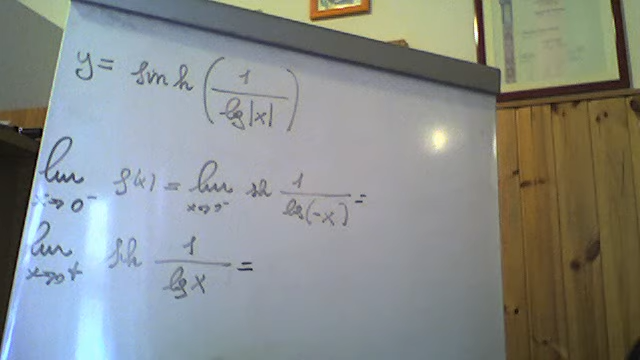 y = sinh (1 / lg|x|)
lim x→0⁻ f(x) = lim x→0⁻ sh 1 / lg(-x) =
lim x→0⁺ sh 1 / lg x =